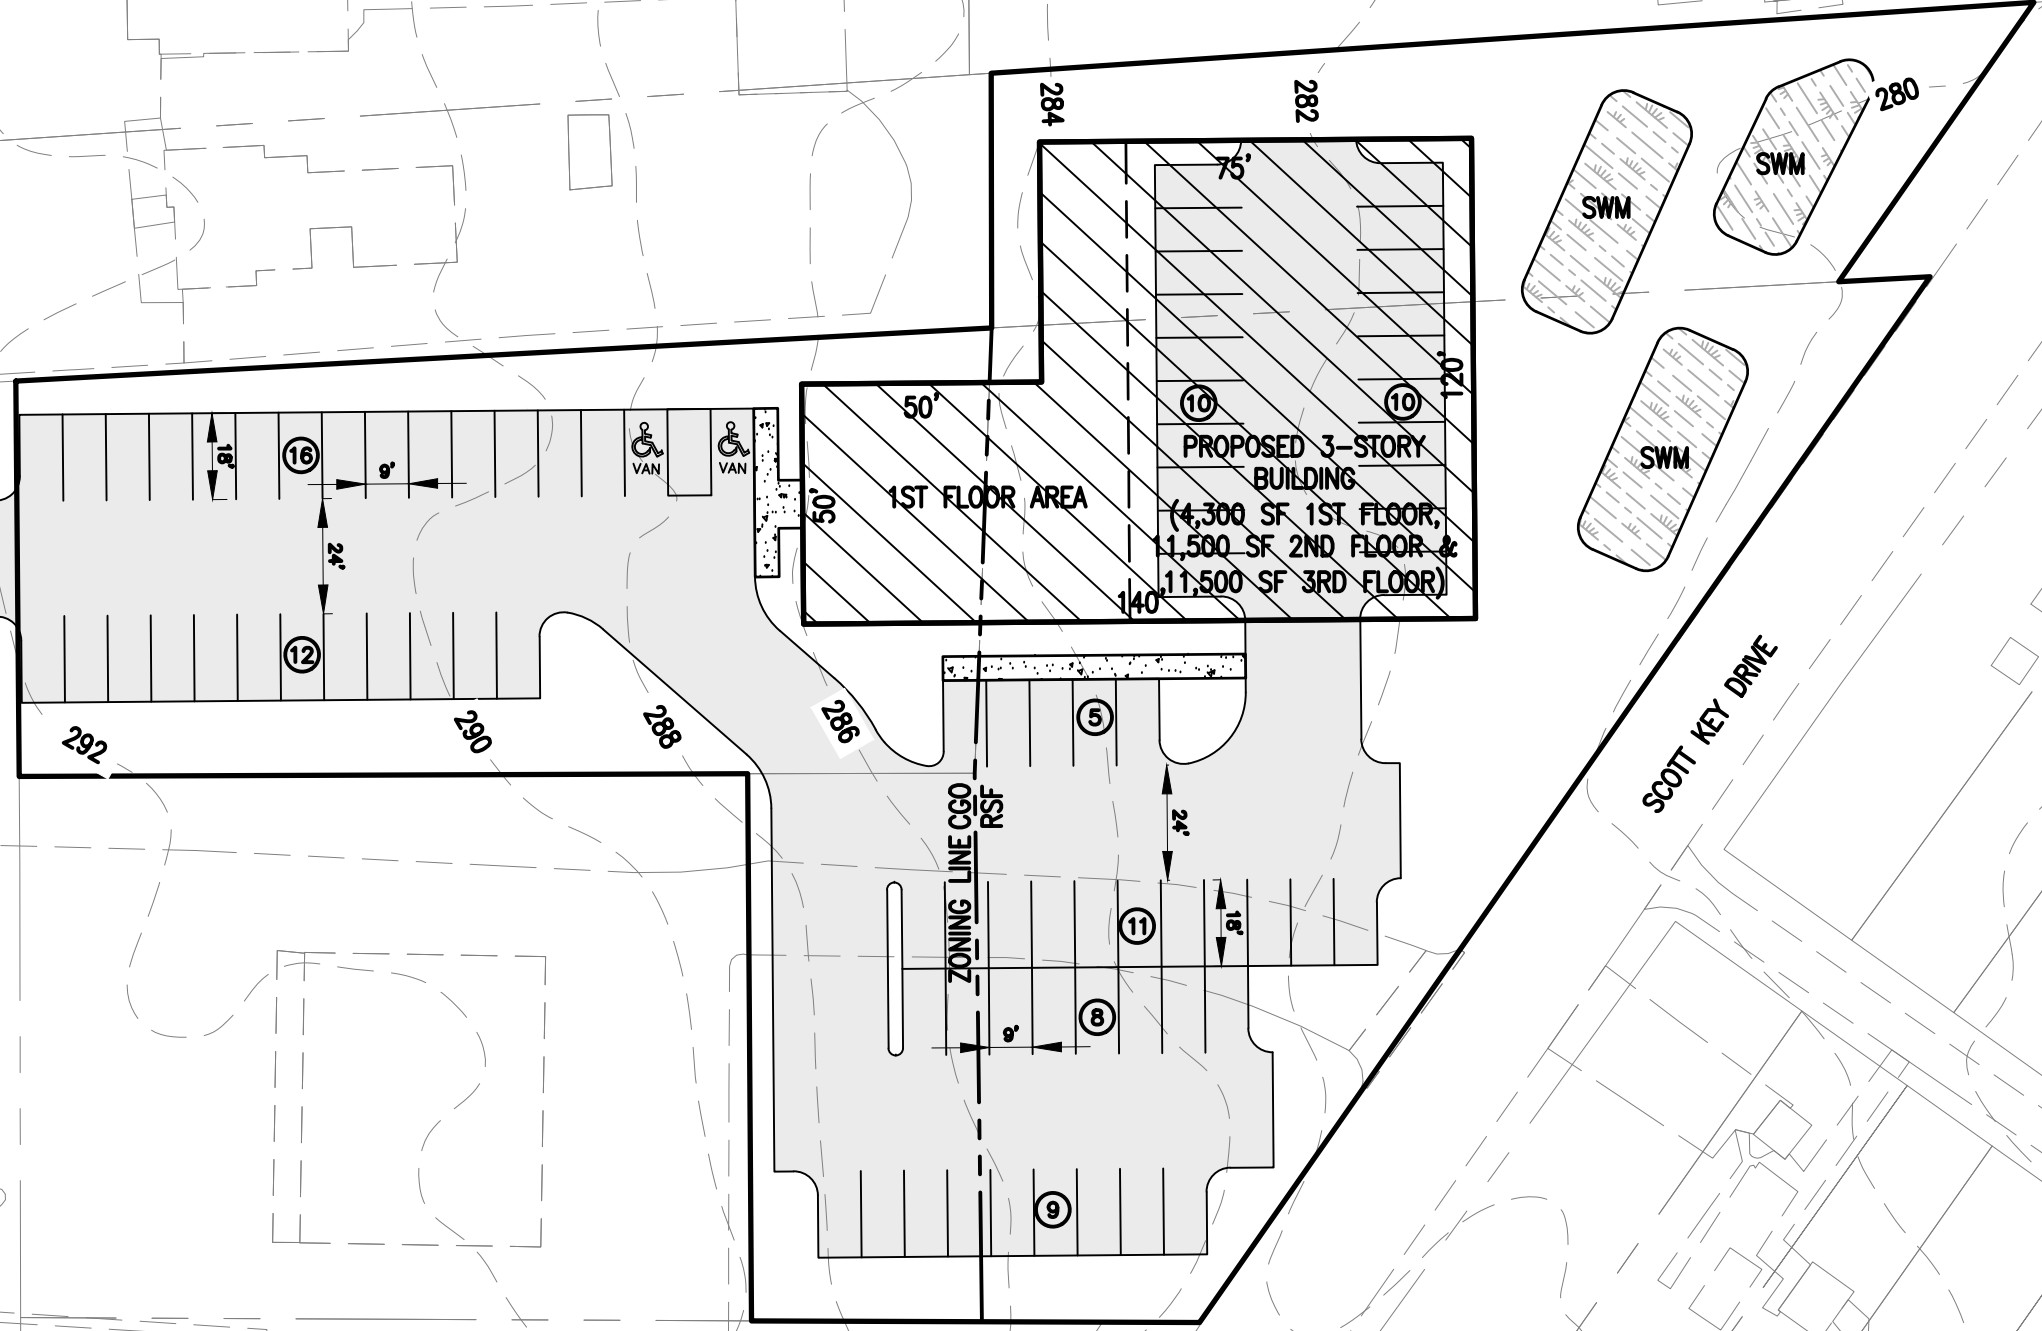 284
282
280
SWM
SWM
SWM
75'
120'
50'
50'
10
10
PROPOSED 3-STORY
BUILDING
(4,300 SF 1ST FLOOR,
11,500 SF 2ND FLOOR &
11,500 SF 3RD FLOOR)
1ST FLOOR AREA
140'
18'
16
9'
VAN
VAN
24'
12
292
290
288
286
5
ZONING LINE
CGO
RSF
24'
11
18'
8
9'
9
SCOTT KEY DRIVE